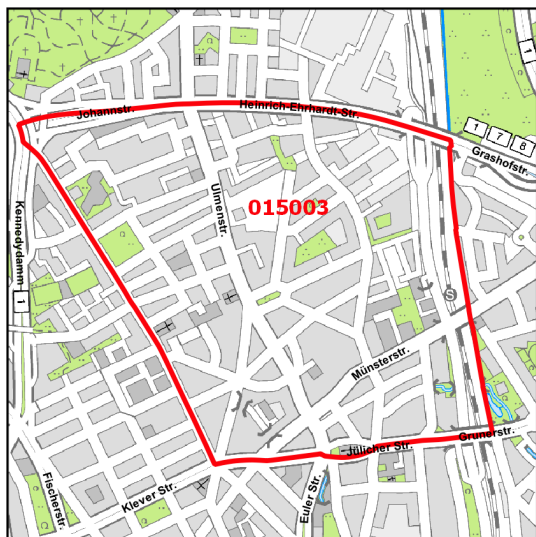 1
Johannstr.
Heinrich-Ehrhardt-Str.
1 7 8
Grashofstr.
Ulmenstr.
015003
Kennedydamm
1
S
Münsterstr.
Grunerstr.
Jülicher Str.
Fischerstr.
Klever Str.
Euler Str.